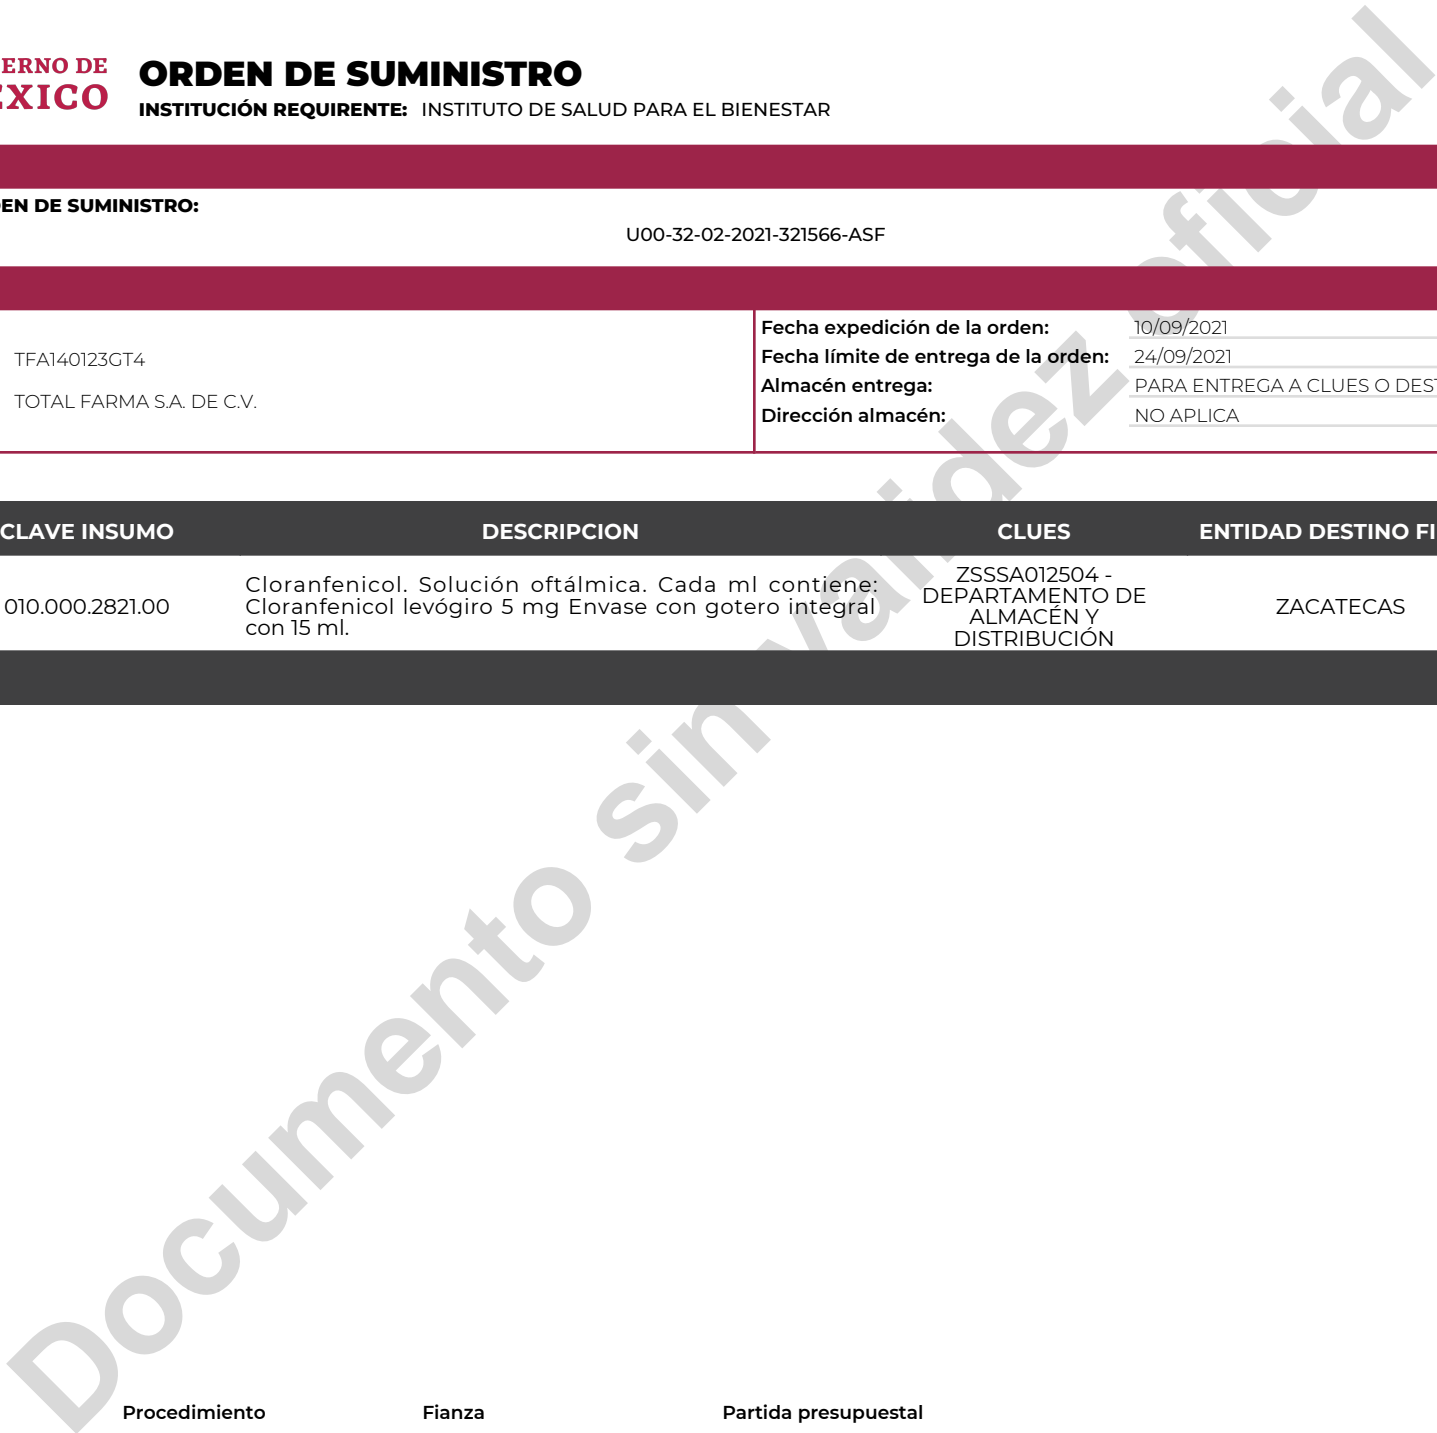 ERNO DE
EXICO
ORDEN DE SUMINISTRO
INSTITUCIÓN REQUIRENTE: INSTITUTO DE SALUD PARA EL BIENESTAR
EN DE SUMINISTRO:
U00-32-02-2021-321566-ASF
TFA140123GT4
TOTAL FARMA S.A. DE C.V.
Fecha expedición de la orden: 10/09/2021
Fecha límite de entrega de la orden: 24/09/2021
Almacén entrega: PARA ENTREGA A CLUES O DEST
Dirección almacén: NO APLICA
CLAVE INSUMO DESCRIPCION CLUES ENTIDAD DESTINO FI
010.000.2821.00
Cloranfenicol. Solución oftálmica. Cada ml contiene:
Cloranfenicol levógiro 5 mg Envase con gotero integral
con 15 ml.
ZSSSA012504 -
DEPARTAMENTO DE
ALMACÉN Y
DISTRIBUCIÓN
ZACATECAS
Documento sin validez oficial
Procedimiento Fianza Partida presupuestal